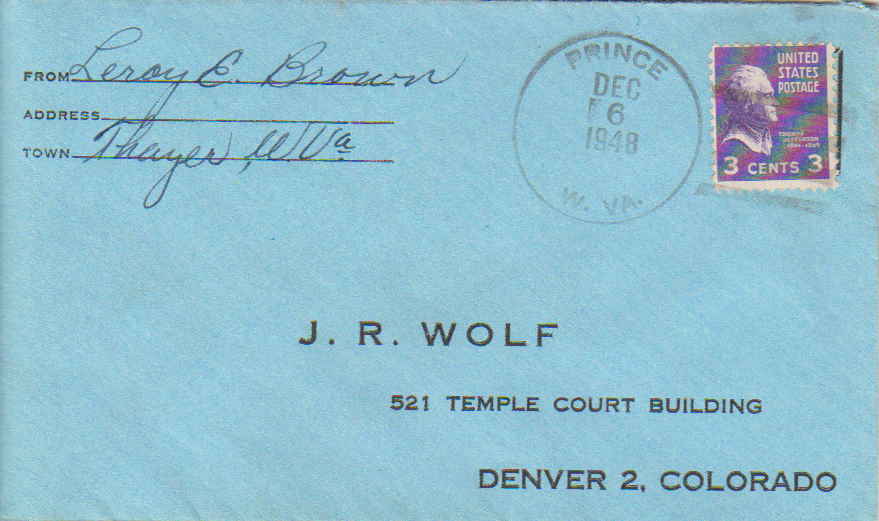 FROM Leroy E. Brown
ADDRESS
TOWN Thayer, W Va
PRINCE
DEC
6
1948
W. VA.
UNITED
STATES
POSTAGE
THOMAS
JEFFERSON
3 CENTS 3
J. R. WOLF
521 TEMPLE COURT BUILDING
DENVER 2, COLORADO